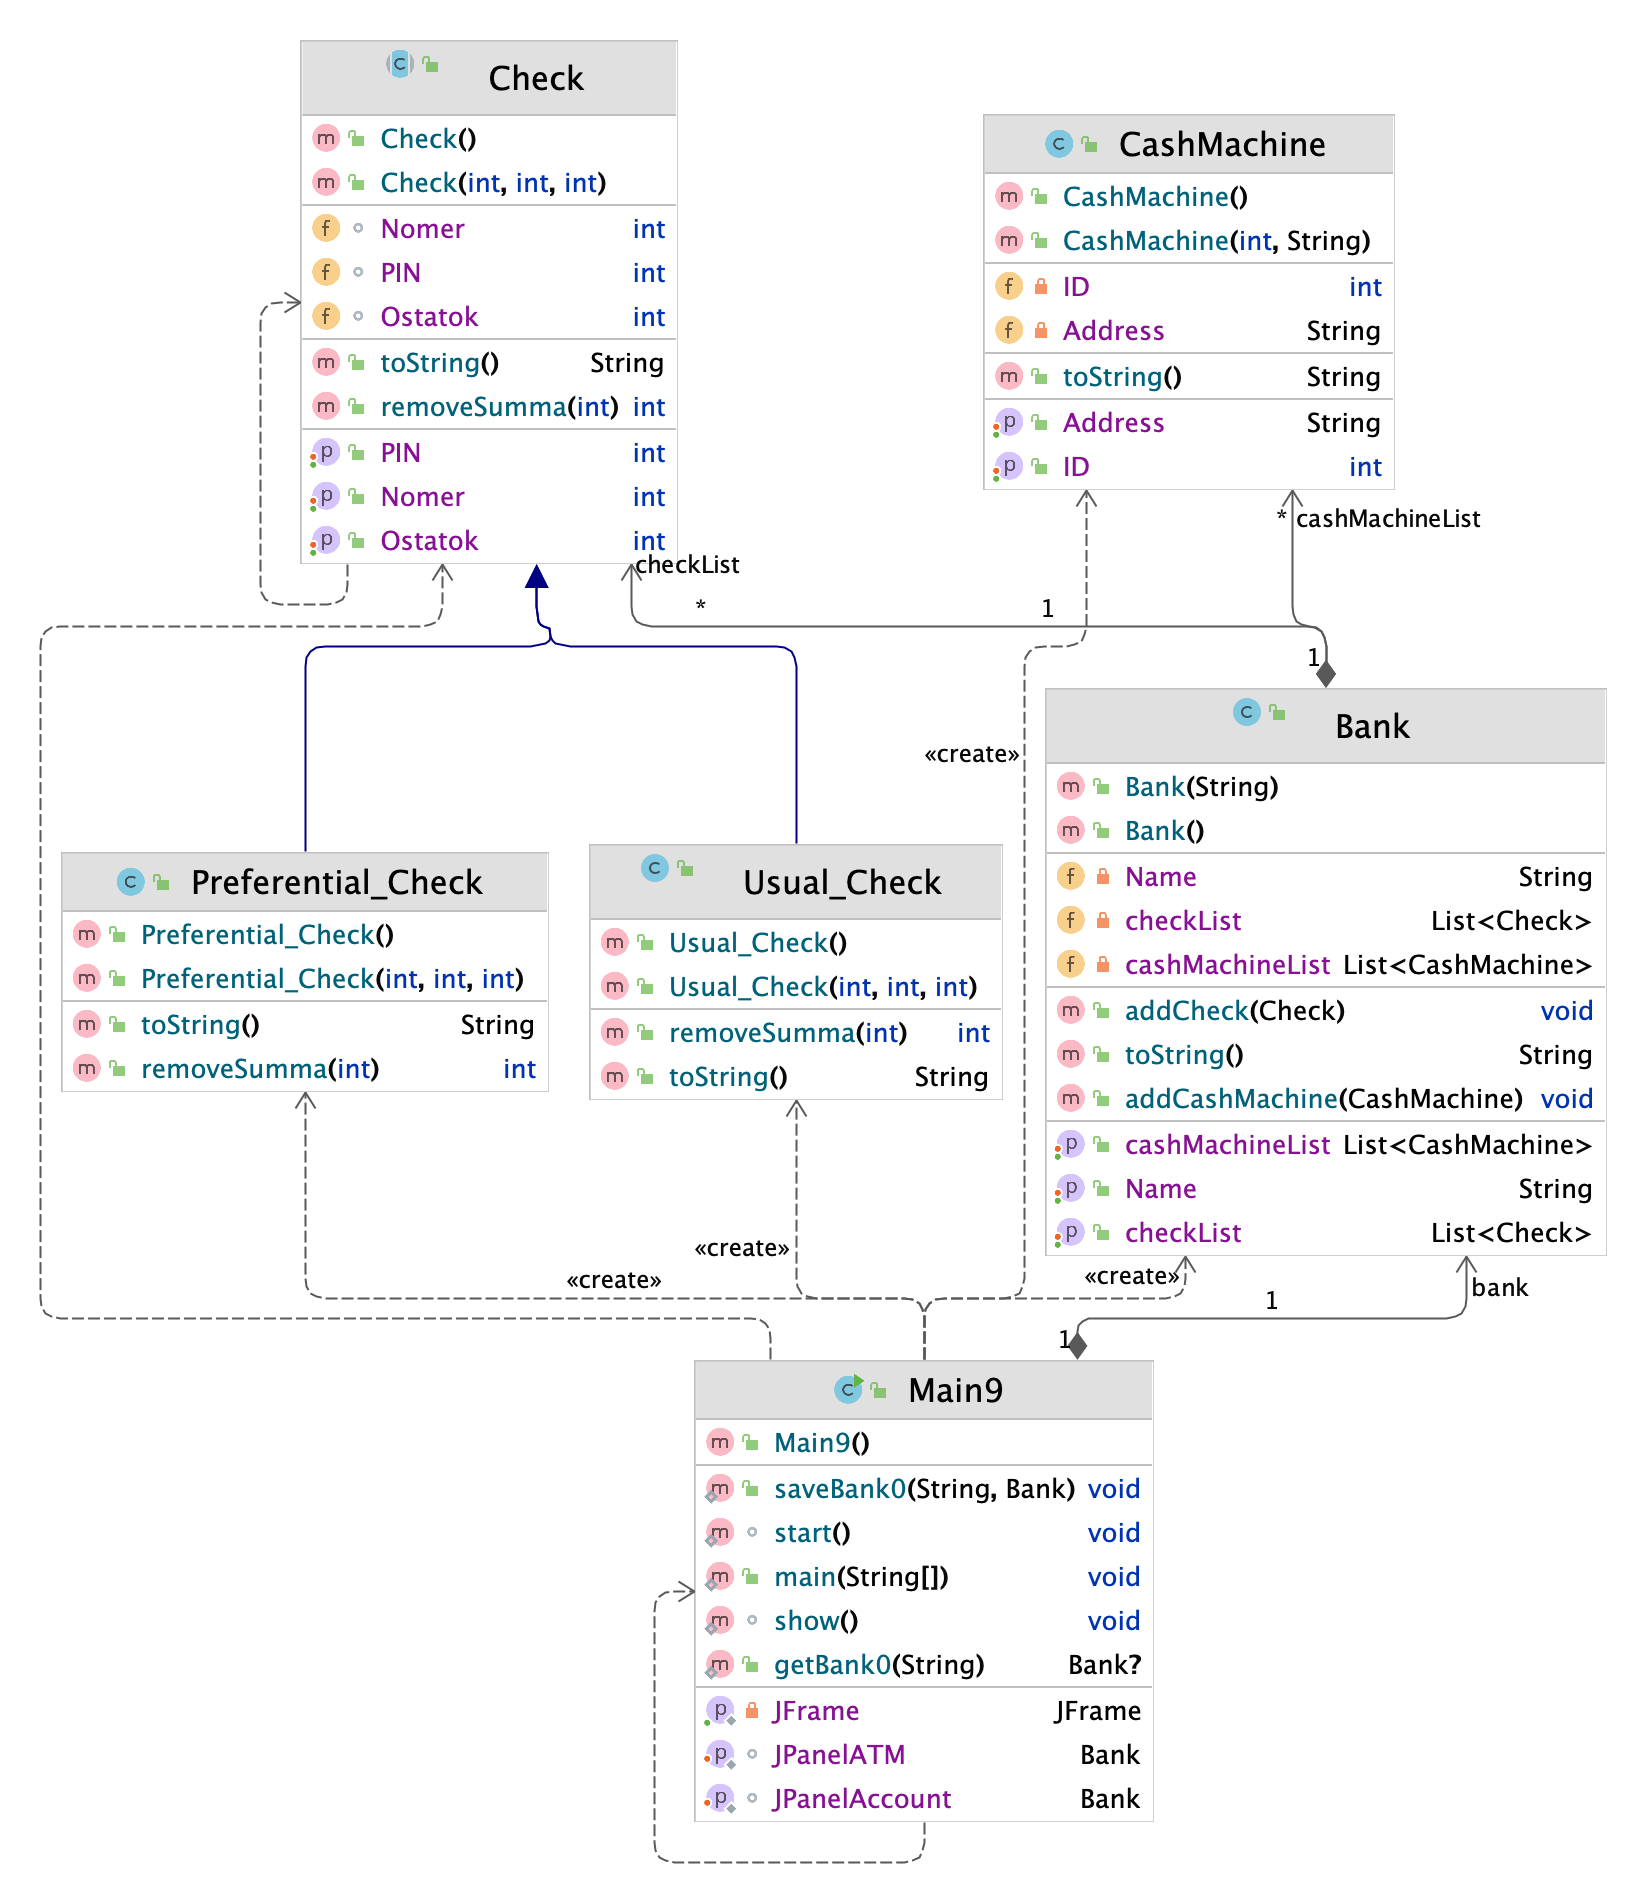 Check
Check()
Check(int, int, int)
Nomer int
PIN int
Ostatok int
toString() String
removeSumma(int) int
PIN int
Nomer int
Ostatok int
CashMachine
CashMachine()
CashMachine(int, String)
ID int
Address String
toString() String
Address String
ID int
* cashMachineList
checkList
* 1
1
«create»
Bank
Bank(String)
Bank()
Name String
checkList List<Check>
cashMachineList List<CashMachine>
addCheck(Check) void
toString() String
addCashMachine(CashMachine) void
cashMachineList List<CashMachine>
Name String
checkList List<Check>
Preferential_Check
Preferential_Check()
Preferential_Check(int, int, int)
toString() String
removeSumma(int) int
Usual_Check
Usual_Check()
Usual_Check(int, int, int)
removeSumma(int) int
toString() String
«create»
«create»
«create»
bank
1
1
Main9
Main9()
saveBank0(String, Bank) void
start() void
main(String[]) void
show() void
getBank0(String) Bank?
JFrame JFrame
JPanelATM Bank
JPanelAccount Bank